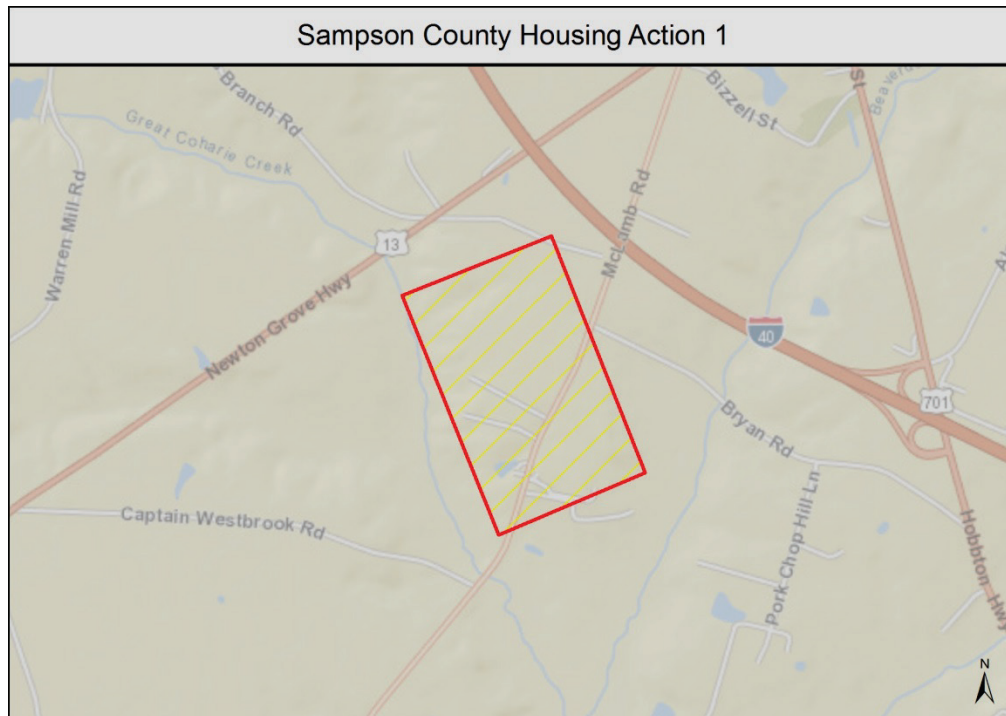 Sampson County Housing Action 1
Branch Rd
Bizzell St
St
Great Coharie Creek
Warren Mill Rd
McLamb Rd
13
Newton Grove Hwy
40
701
Bryan Rd
Captain Westbrook Rd
Pork Chop Hill Ln
Hobbton Hwy
N